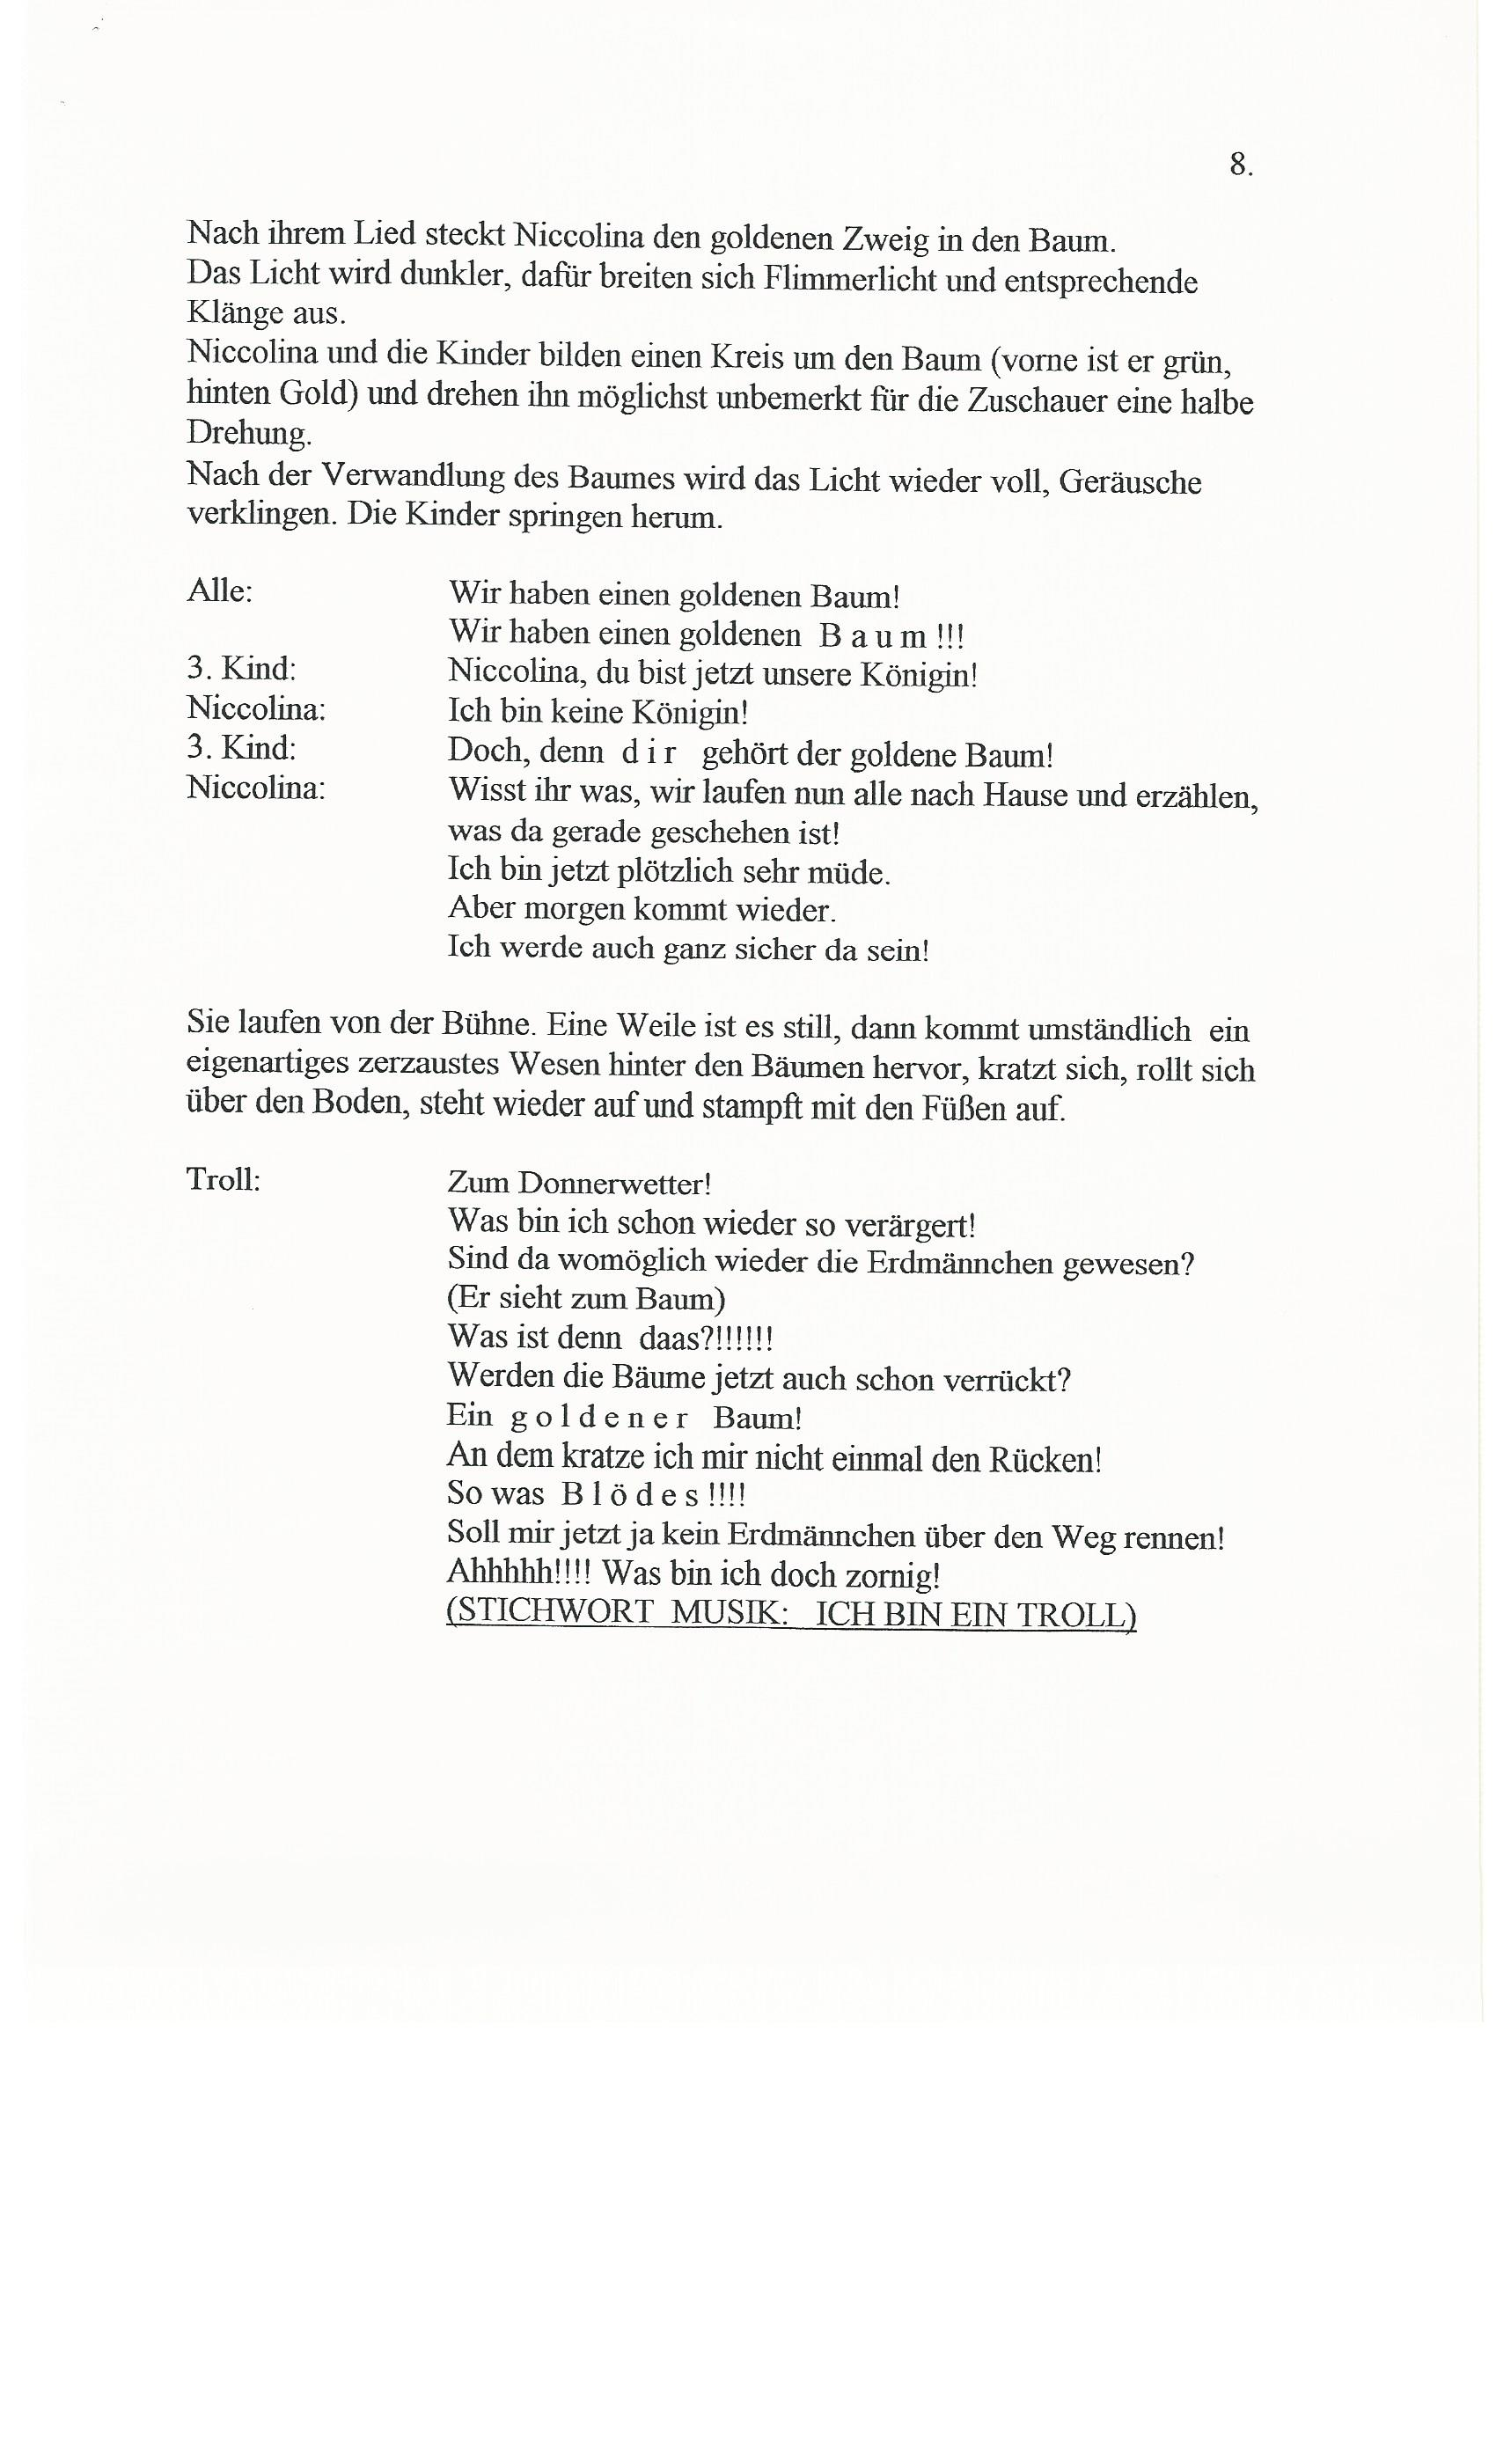 8.
Nach ihrem Lied steckt Niccolina den goldenen Zweig in den Baum.
Das Licht wird dunkler, dafür breiten sich Flimmerlicht und entsprechende
Klänge aus.
Niccolina und die Kinder bilden einen Kreis um den Baum (vorne ist er grün,
hinten Gold) und drehen ihn möglichst unbemerkt für die Zuschauer eine halbe
Drehung.
Nach der Verwandlung des Baumes wird das Licht wieder voll, Geräusche
verklingen. Die Kinder springen herum.
Alle: Wir haben einen goldenen Baum!
Wir haben einen goldenen B a u m !!!
3. Kind: Niccolina, du bist jetzt unsere Königin!
Niccolina: Ich bin keine Königin!
3. Kind: Doch, denn d i r gehört der goldene Baum!
Niccolina: Wisst ihr was, wir laufen nun alle nach Hause und erzählen,
was da gerade geschehen ist!
Ich bin jetzt plötzlich sehr müde.
Aber morgen kommt wieder.
Ich werde auch ganz sicher da sein!
Sie laufen von der Bühne. Eine Weile ist es still, dann kommt umständlich ein
eigenartiges zerzaustes Wesen hinter den Bäumen hervor, kratzt sich, rollt sich
über den Boden, steht wieder auf und stampft mit den Füßen auf.
Troll: Zum Donnerwetter!
Was bin ich schon wieder so verärgert!
Sind da womöglich wieder die Erdmännchen gewesen?
(Er sieht zum Baum)
Was ist denn daas?!!!!!!
Werden die Bäume jetzt auch schon verrückt?
Ein g o l d e n e r Baum!
An dem kratze ich mir nicht einmal den Rücken!
So was B l ö d e s !!!!
Soll mir jetzt ja kein Erdmännchen über den Weg rennen!
Ahhhhh!!!! Was bin ich doch zornig!
(STICHWORT MUSIK: ICH BIN EIN TROLL)